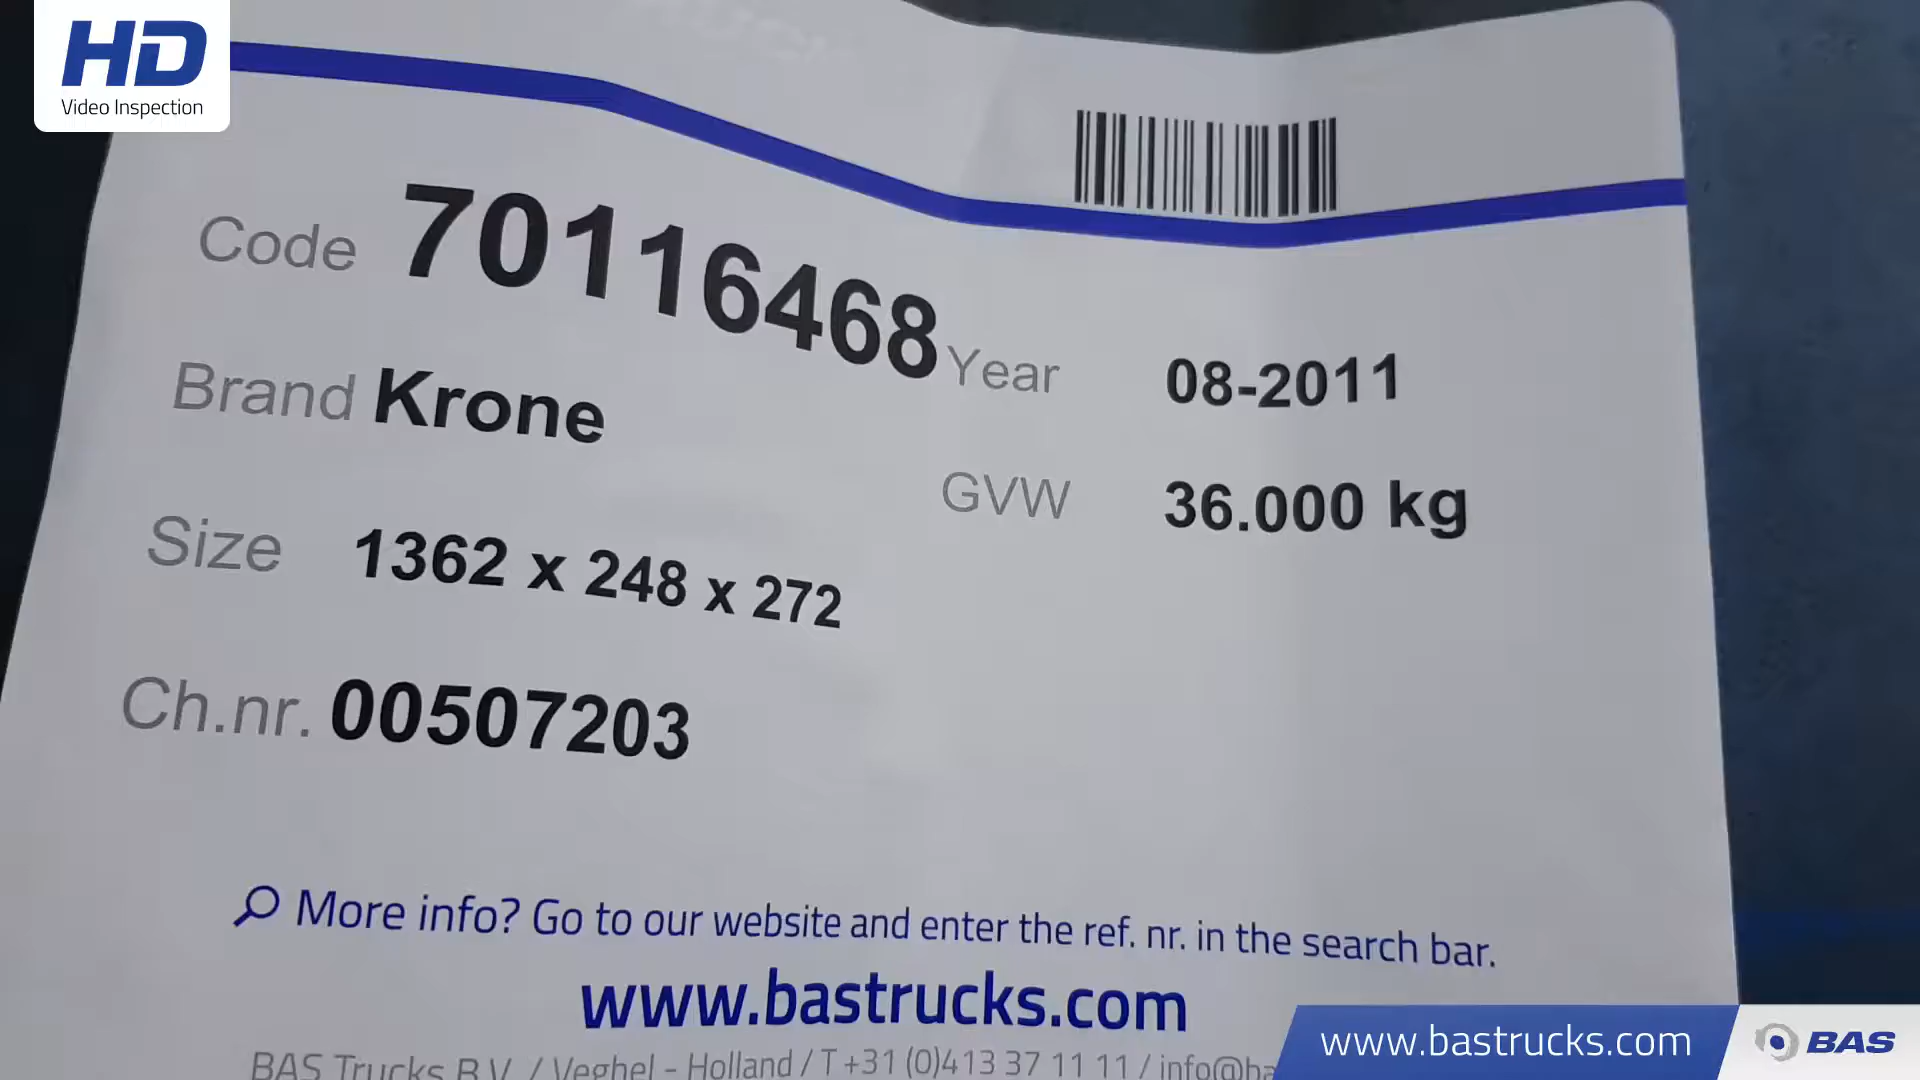 HD
Video Inspection
Code 70116468
Year 08-2011
Brand Krone
GVW 36.000 kg
Size 1362 x 248 x 272
Ch.nr. 00507203
More info? Go to our website and enter the ref. nr. in the search bar.
www.bastrucks.com
BAS Trucks B.V. / Veghel - Holland / T +31 (0)413 37 11 11 / info@ba
www.bastrucks.com
BAS